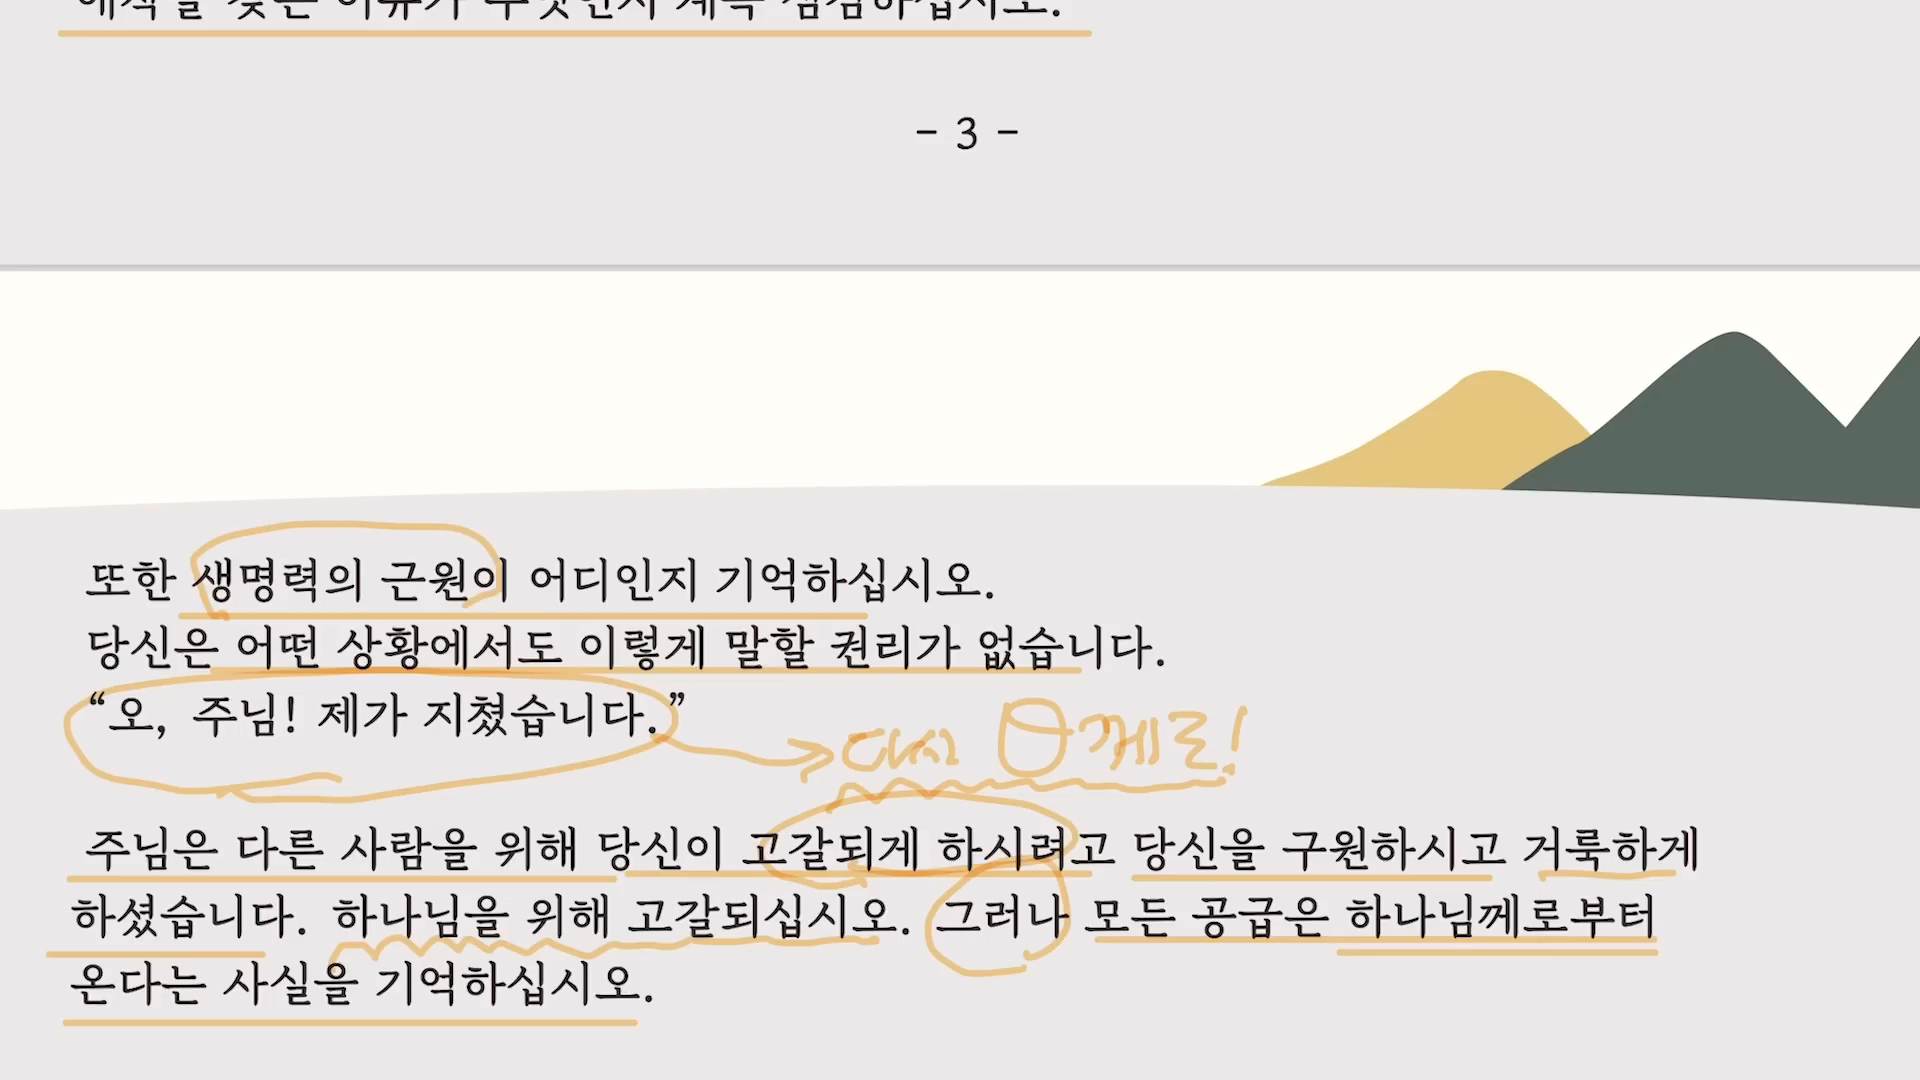 - 3 -
또한 생명력의 근원이 어디인지 기억하십시오.
당신은 어떤 상황에서도 이렇게 말할 권리가 없습니다.
“오, 주님! 제가 지쳤습니다.”
다시 께로!
주님은 다른 사람을 위해 당신이 고갈되게 하시려고 당신을 구원하시고 거룩하게
하셨습니다. 하나님을 위해 고갈되십시오. 그러나 모든 공급은 하나님께로부터
온다는 사실을 기억하십시오.